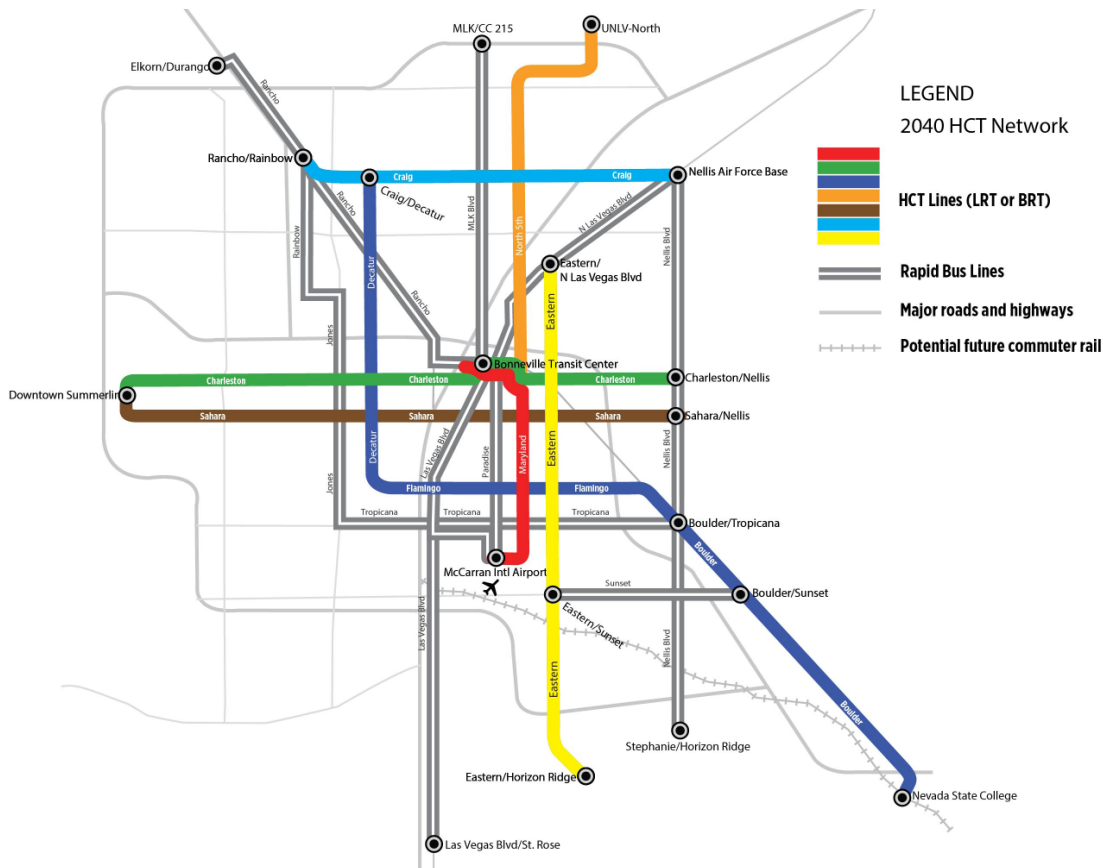 MLK/CC 215
UNLV-North
Elkorn/Durango
Rancho
LEGEND
2040 HCT Network
HCT Lines (LRT or BRT)
Rapid Bus Lines
Major roads and highways
Potential future commuter rail
Rancho/Rainbow
Craig
Craig
Nellis Air Force Base
Craig/Decatur
Rancho
MLK Blvd
North 5th
N Las Vegas Blvd
Rainbow
Nellis Blvd
Decatur
Eastern/
N Las Vegas Blvd
Rancho
Eastern
Jones
Bonneville Transit Center
Charleston
Charleston
Charleston
Charleston/Nellis
Downtown Summerlin
Sahara
Sahara
Sahara
Sahara/Nellis
Decatur
Las Vegas Blvd
Paradise
Maryland
Eastern
Nellis Blvd
Jones
Flamingo
Flamingo
Tropicana
Tropicana
Tropicana
Boulder/Tropicana
Boulder
McCarran Intl Airport
Sunset
Boulder/Sunset
Eastern/Sunset
Las Vegas Blvd
Nellis Blvd
Eastern
Boulder
Stephanie/Horizon Ridge
Eastern/Horizon Ridge
Nevada State College
Las Vegas Blvd/St. Rose